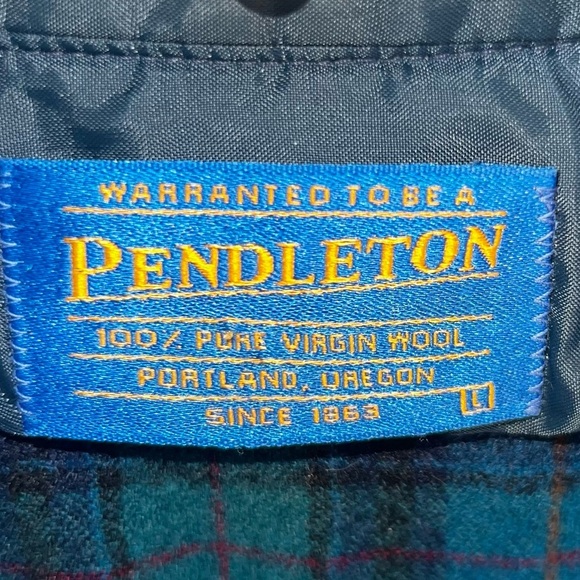 WARRANTED TO BE A
PENDLETON
100% PURE VIRGIN WOOL
PORTLAND, OREGON
SINCE 1863
L